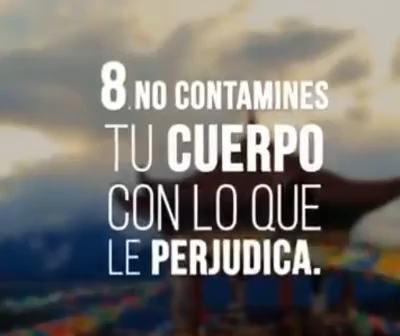 8. NO CONTAMINES
TU CUERPO
CON LO QUE
LE PERJUDICA.